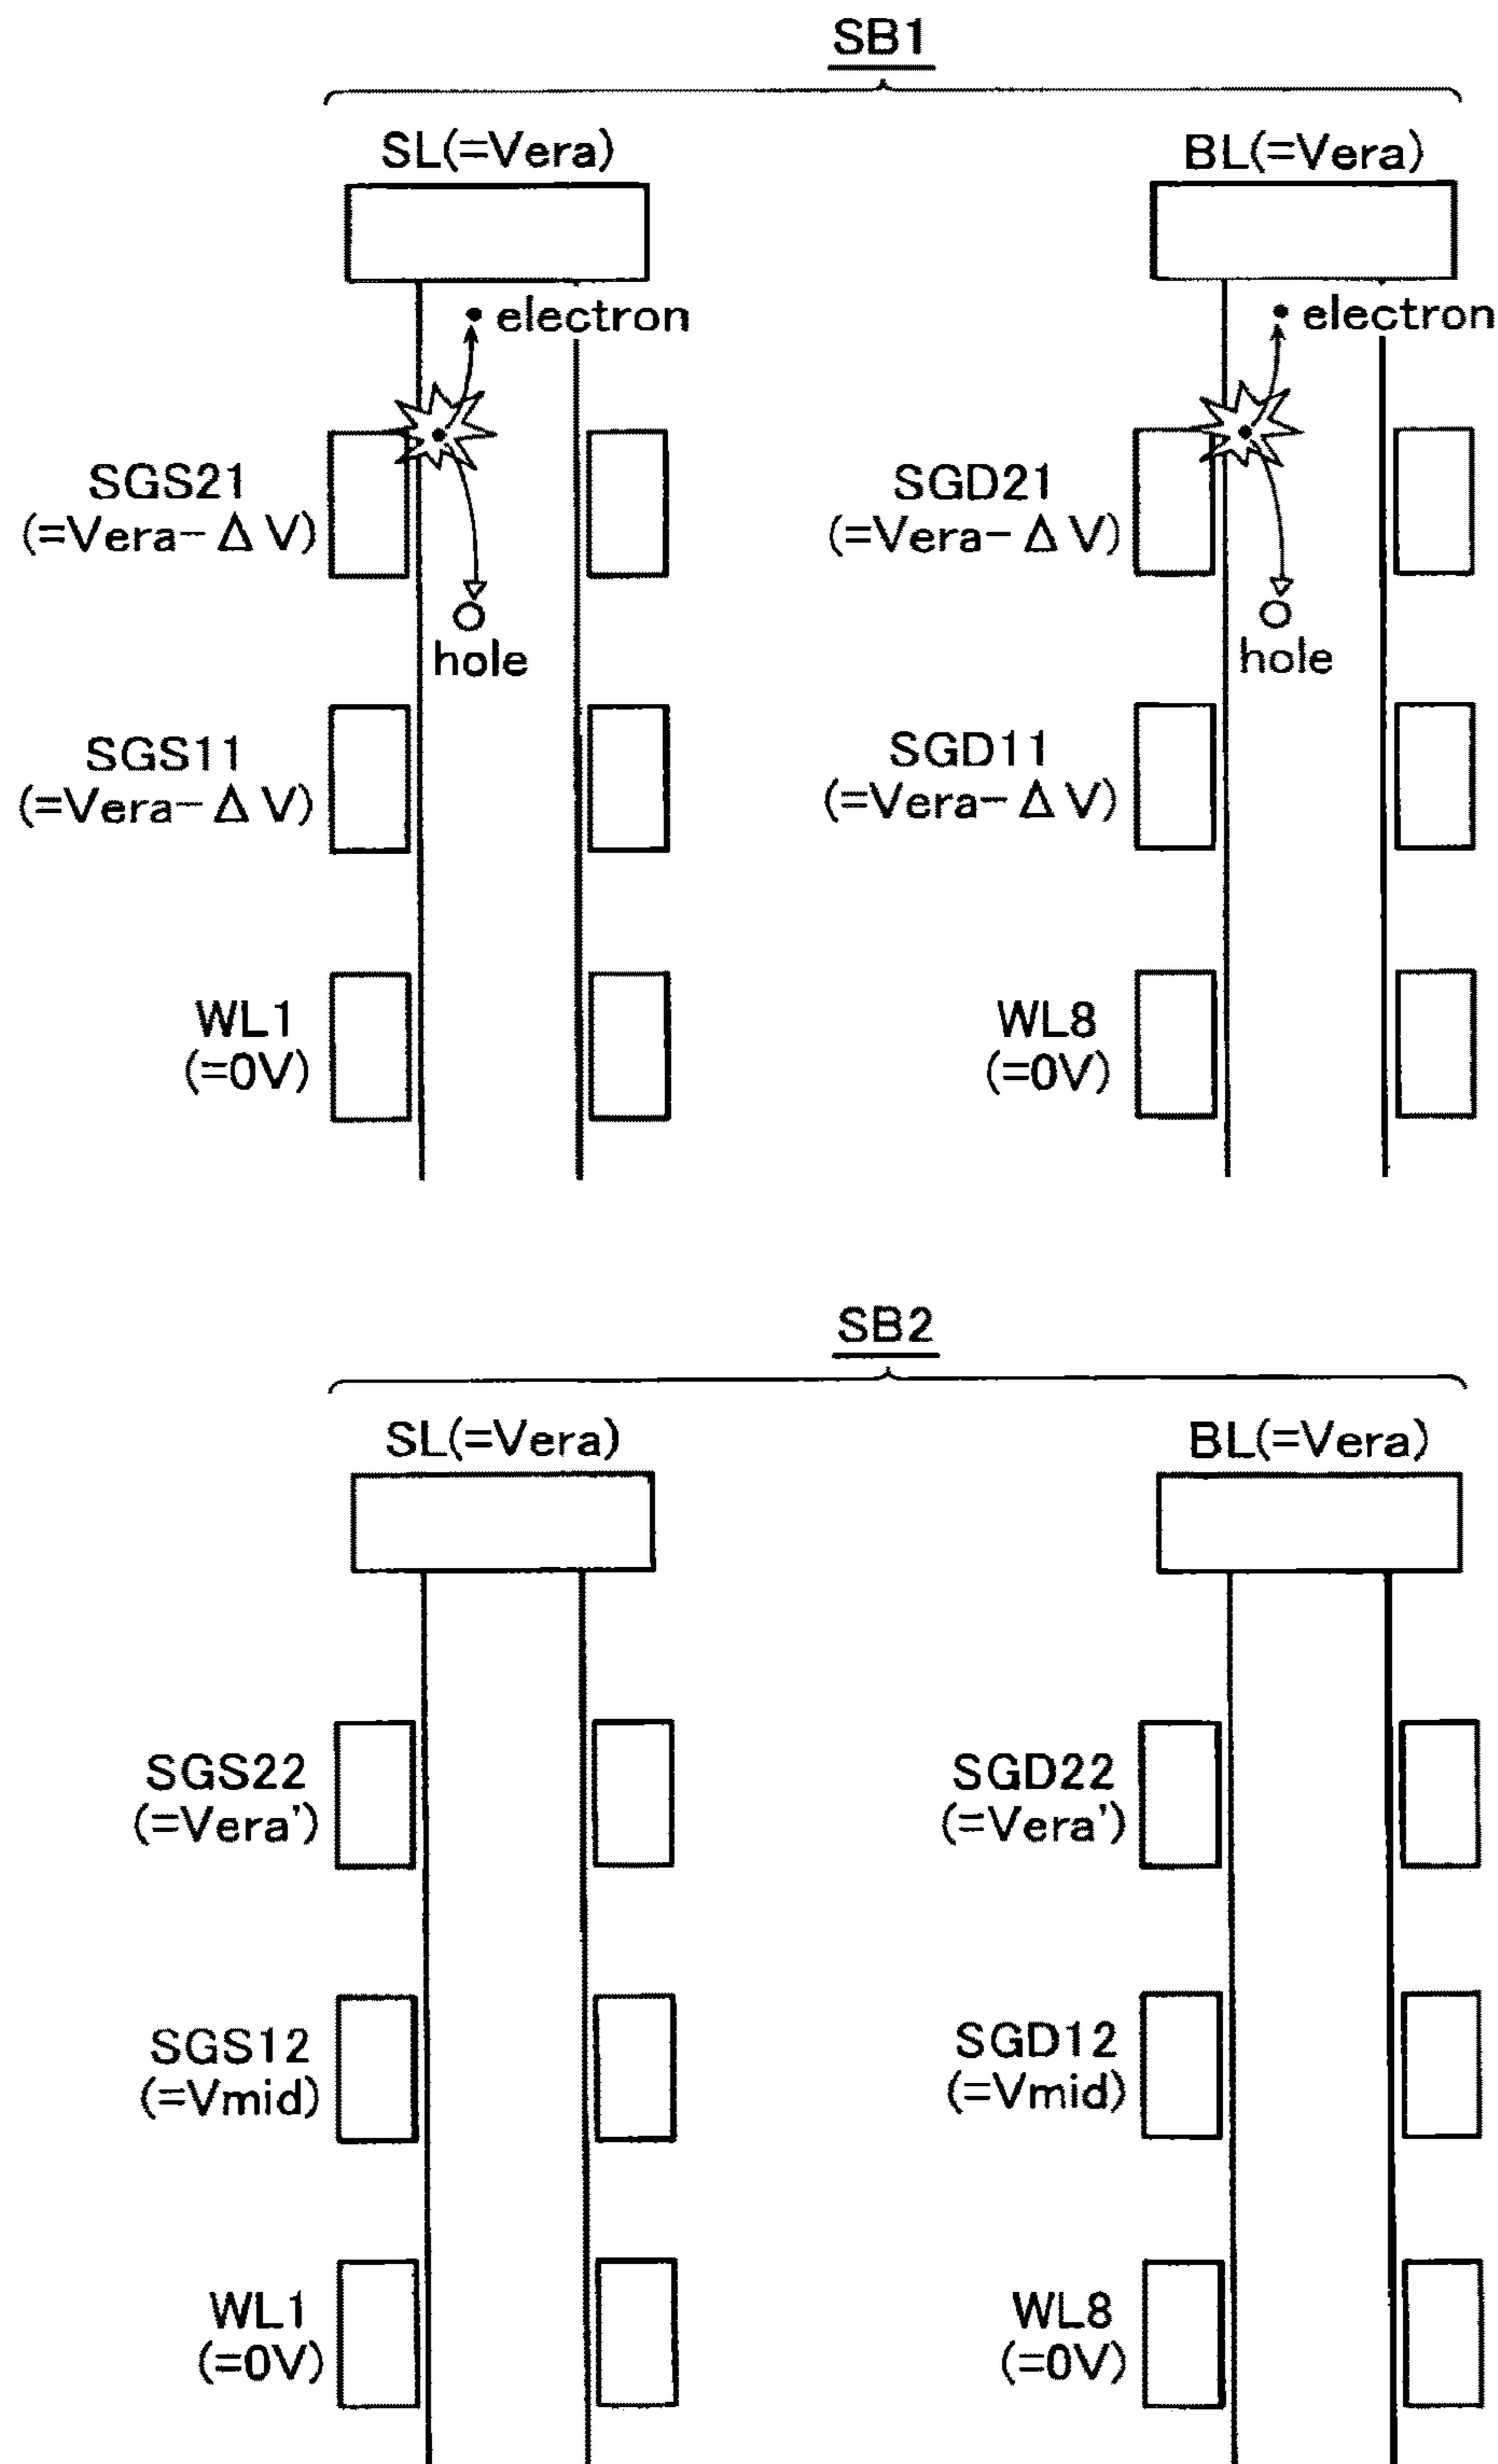 SB1
SL(=Vera)
BL(=Vera)
electron
electron
SGS21
(=Vera-ΔV)
SGD21
(=Vera-ΔV)
hole
hole
SGS11
(=Vera-ΔV)
SGD11
(=Vera-ΔV)
WL1
(=0V)
WL8
(=0V)
SB2
SL(=Vera)
BL(=Vera)
SGS22
(=Vera')
SGD22
(=Vera')
SGS12
(=Vmid)
SGD12
(=Vmid)
WL1
(=0V)
WL8
(=0V)